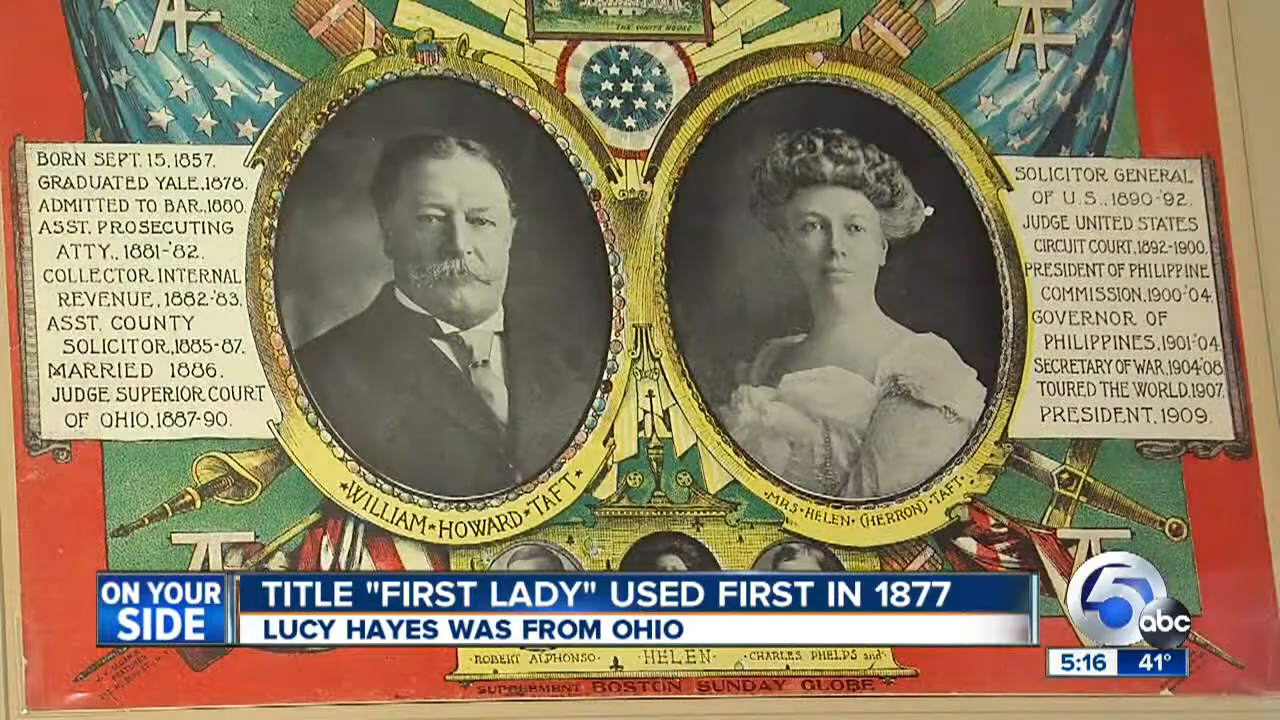 THE WHITE HOUSE
BORN SEPT. 15, 1857.
GRADUATED YALE, 1878.
ADMITTED TO BAR., 1880.
ASST. PROSECUTING
ATTY., 1881-'82.
COLLECTOR INTERNAL
REVENUE, 1882-'83.
ASST. COUNTY
SOLICITOR, 1885-87.
MARRIED 1886.
JUDGE SUPERIOR COURT
OF OHIO, 1887-90.
SOLICITOR GENERAL
OF U.S., 1890-'92.
JUDGE UNITED STATES
CIRCUIT COURT, 1892-1900.
PRESIDENT OF PHILIPPINE
COMMISSION, 1900-'04.
GOVERNOR OF
PHILIPPINES, 1901-'04
SECRETARY OF WAR, 1904-'08
TOURED THE WORLD, 1907.
PRESIDENT, 1909.
WILLIAM HOWARD TAFT
MRS HELEN (HERRON) TAFT
ON YOUR
SIDE
TITLE "FIRST LADY" USED FIRST IN 1877
LUCY HAYES WAS FROM OHIO
5 abc
5:16 41°
ROBERT ALPHONSO HELEN CHARLES PHELPS and
SUPPLEMENT BOSTON SUNDAY GLOBE